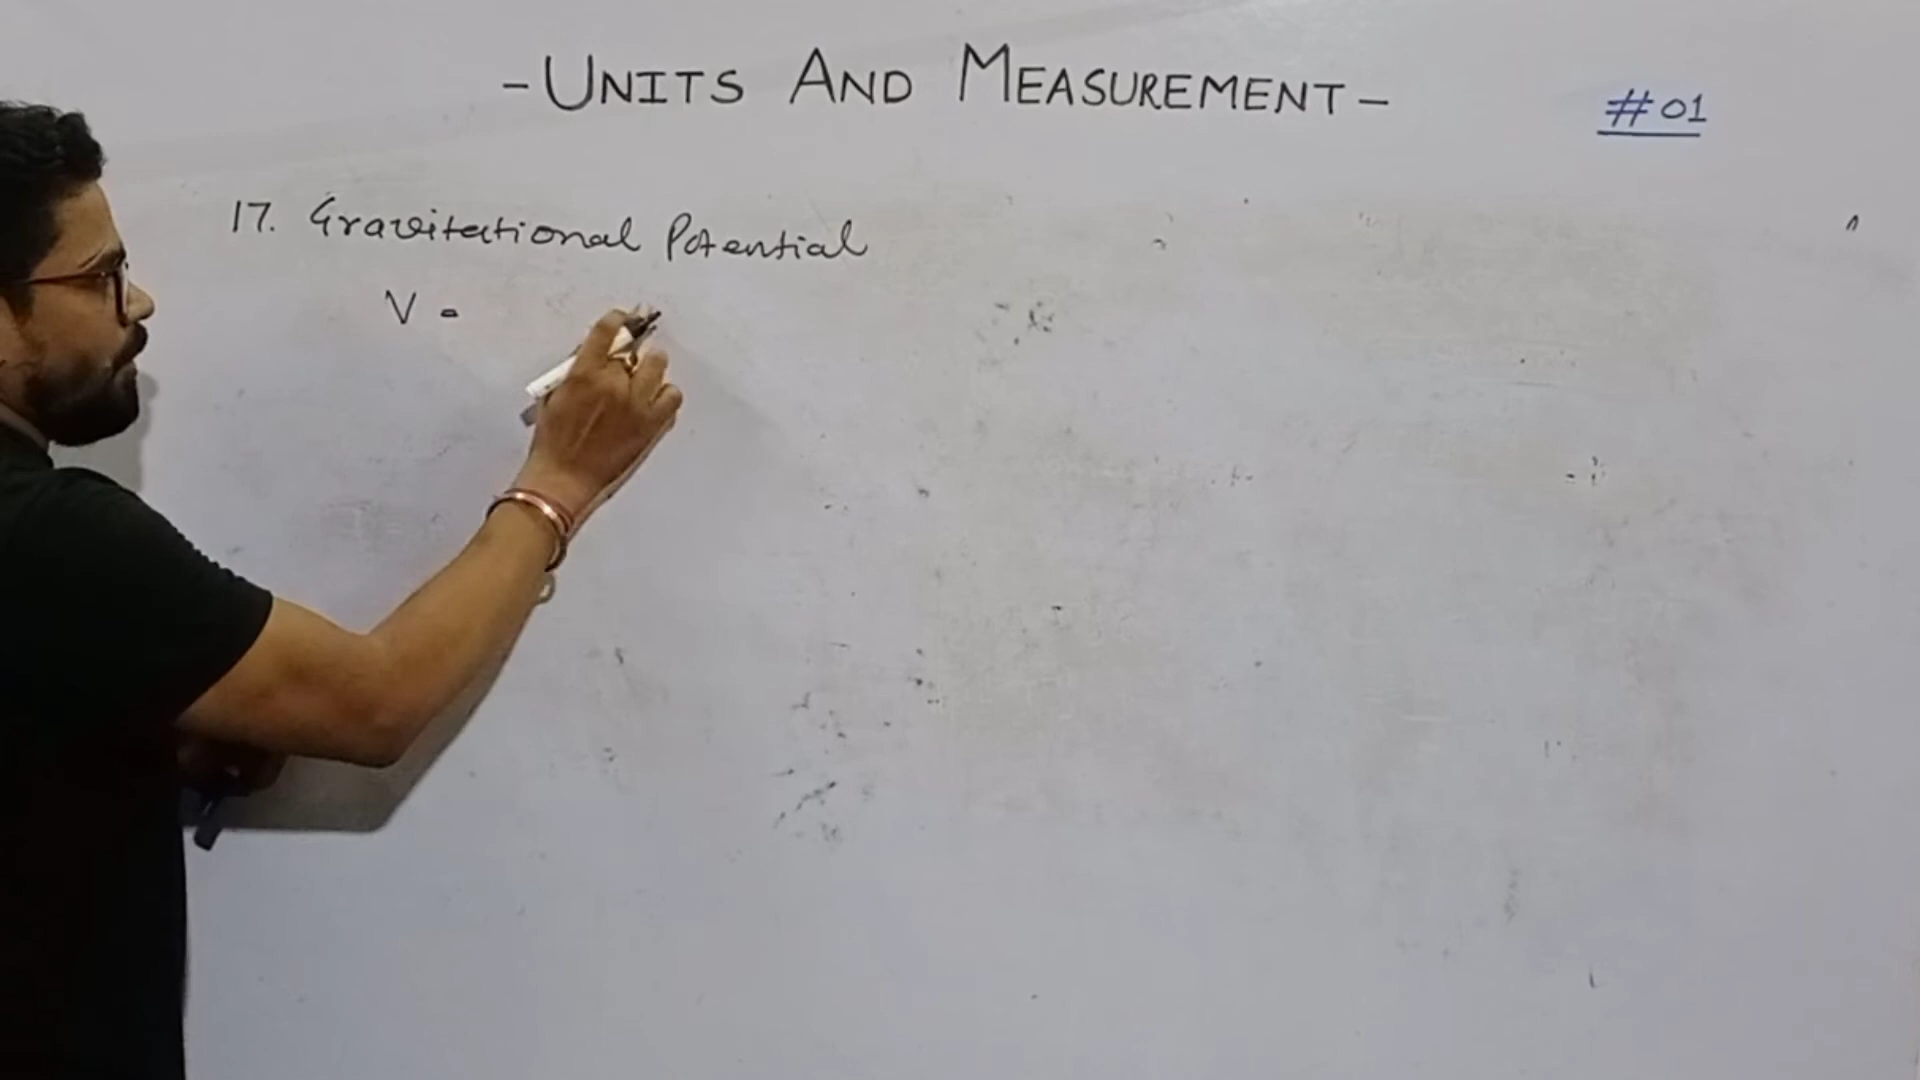 - UNITS AND MEASUREMENT -
#01
17. Gravitational Potential
V =